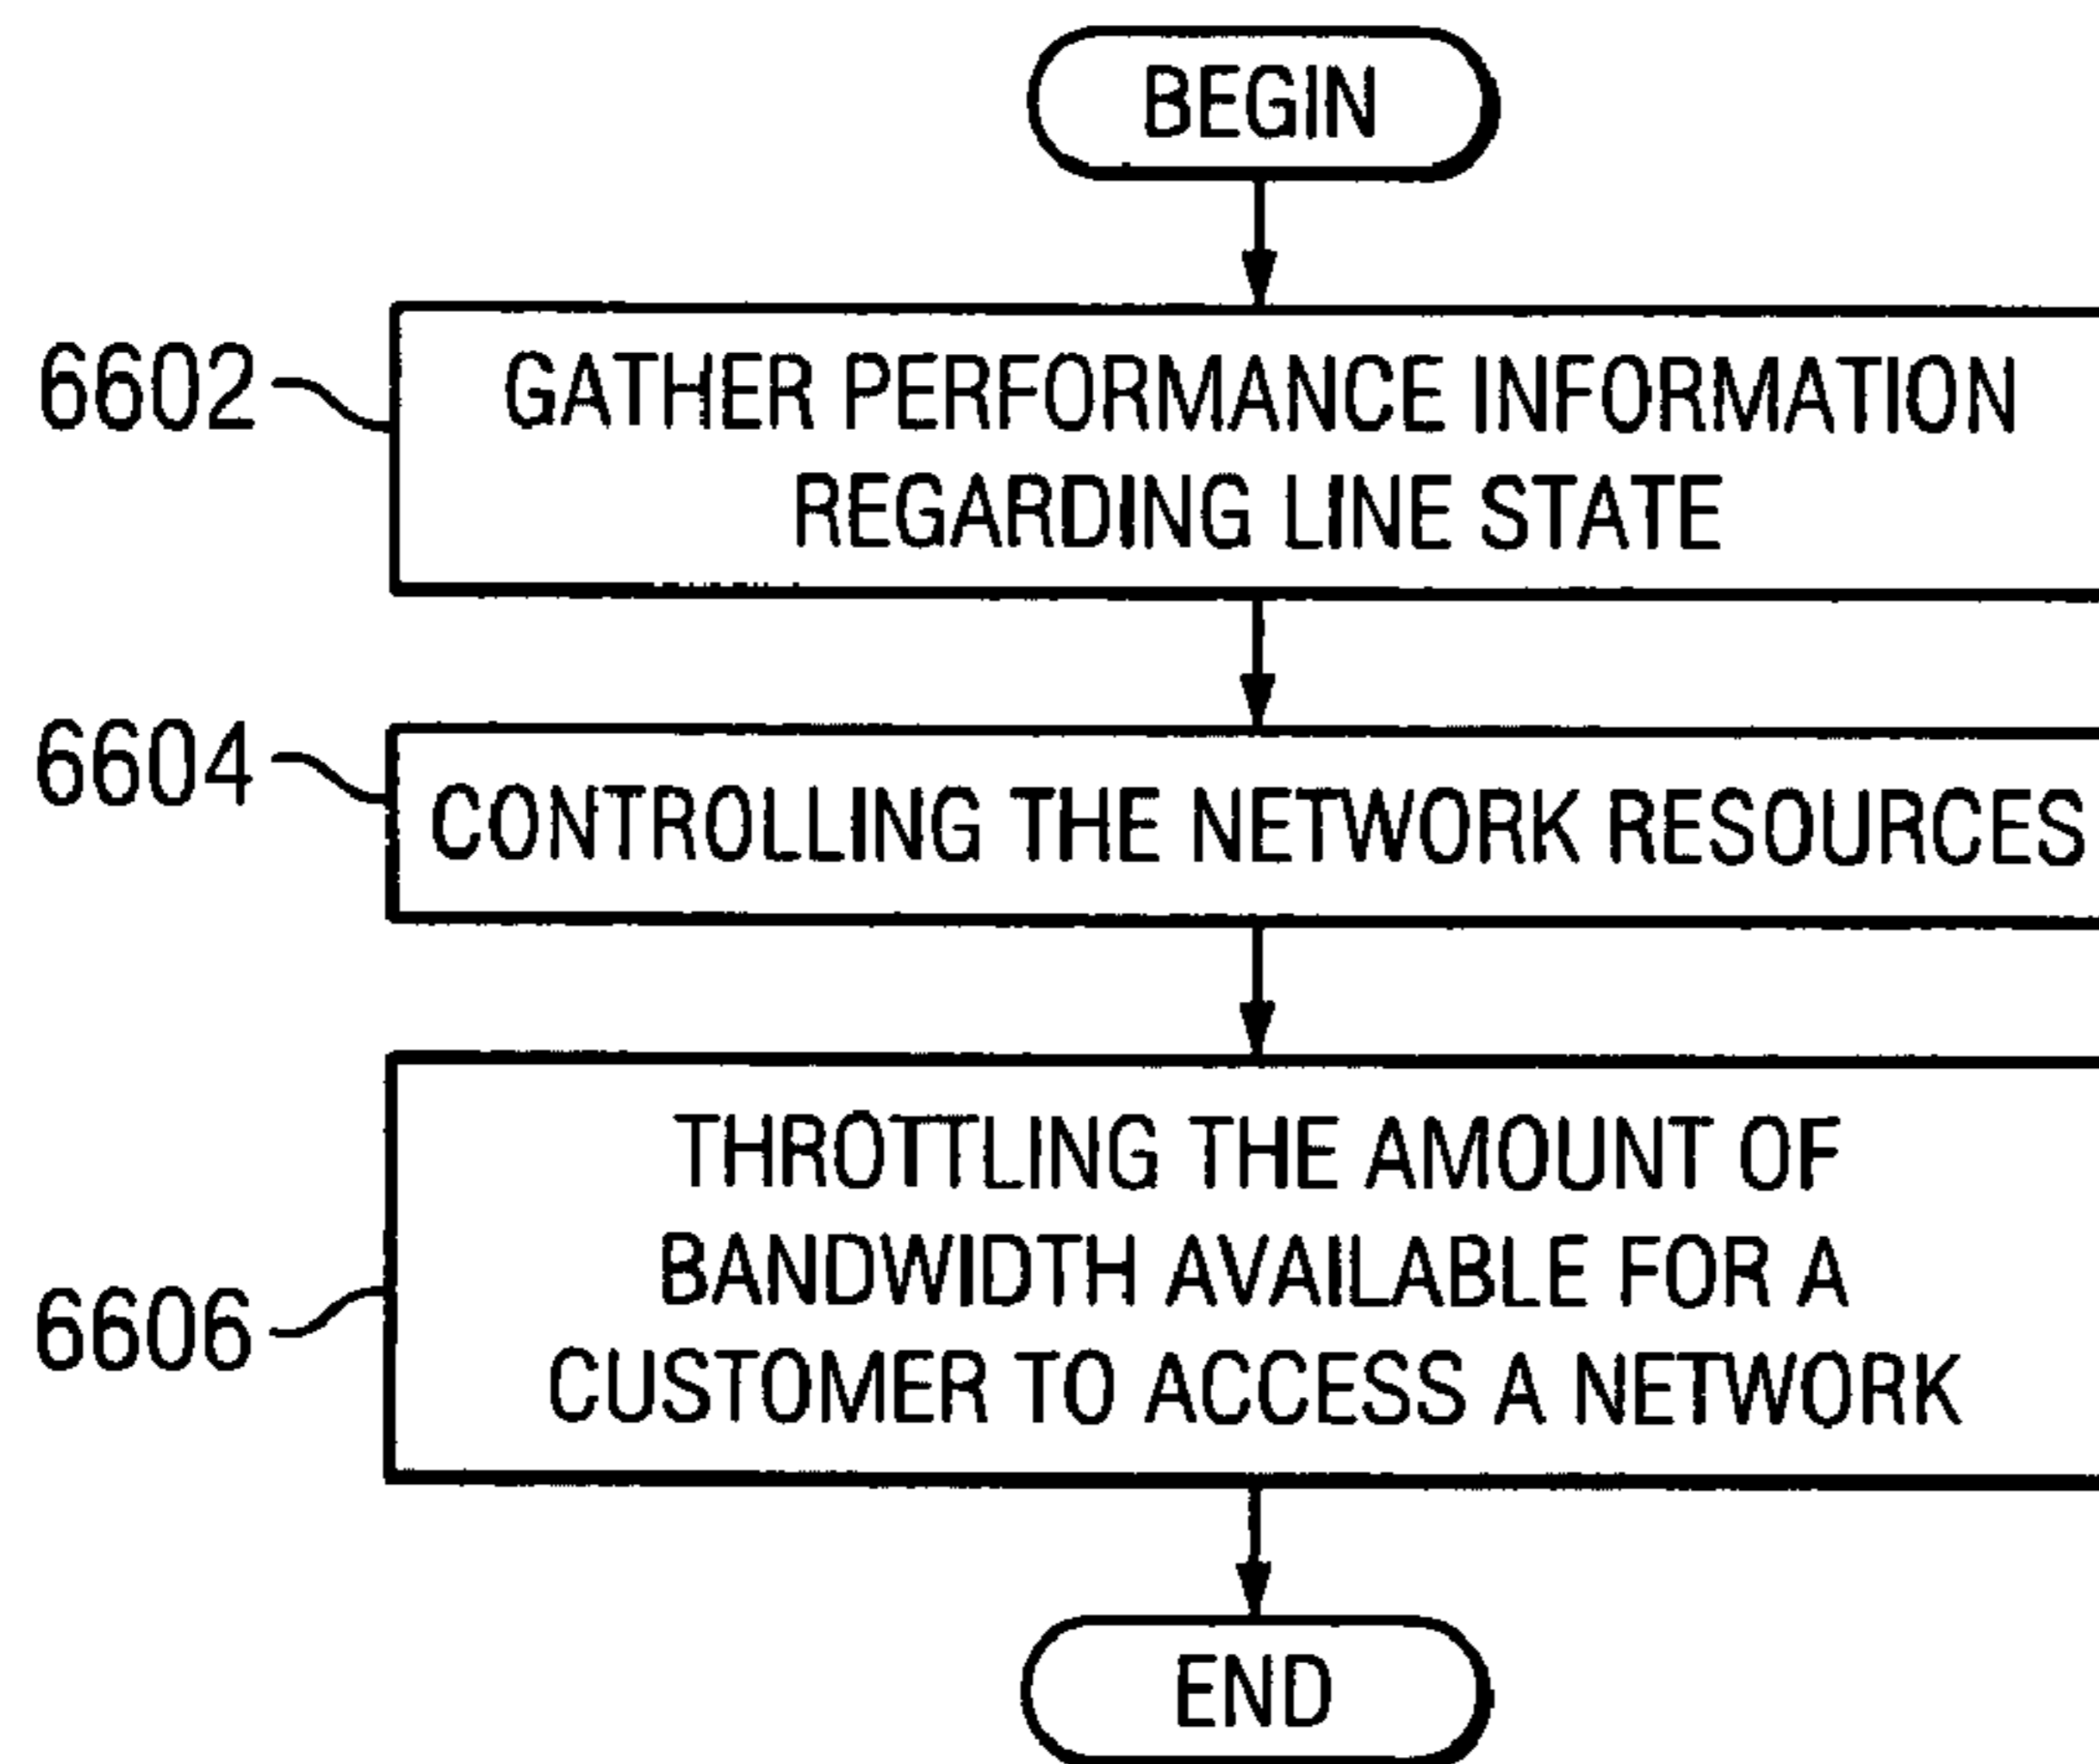 BEGIN
6602
GATHER PERFORMANCE INFORMATION
REGARDING LINE STATE
6604
CONTROLLING THE NETWORK RESOURCES
6606
THROTTLING THE AMOUNT OF
BANDWIDTH AVAILABLE FOR A
CUSTOMER TO ACCESS A NETWORK
END